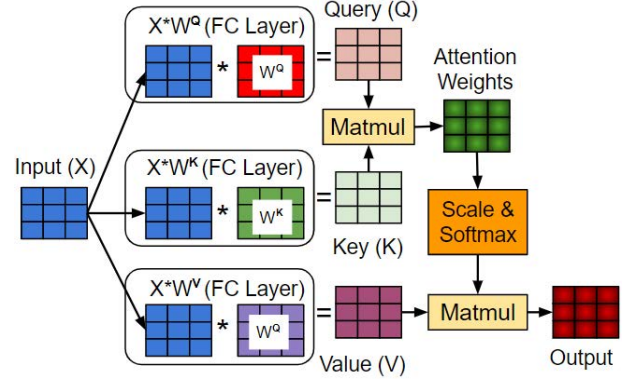 X*W^Q (FC Layer)
* W^Q =
Query (Q)
Attention
Weights
Matmul
Input (X)
X*W^K (FC Layer)
* W^K =
Key (K)
Scale &
Softmax
X*W^V (FC Layer)
* W^Q =
Value (V)
Matmul
Output